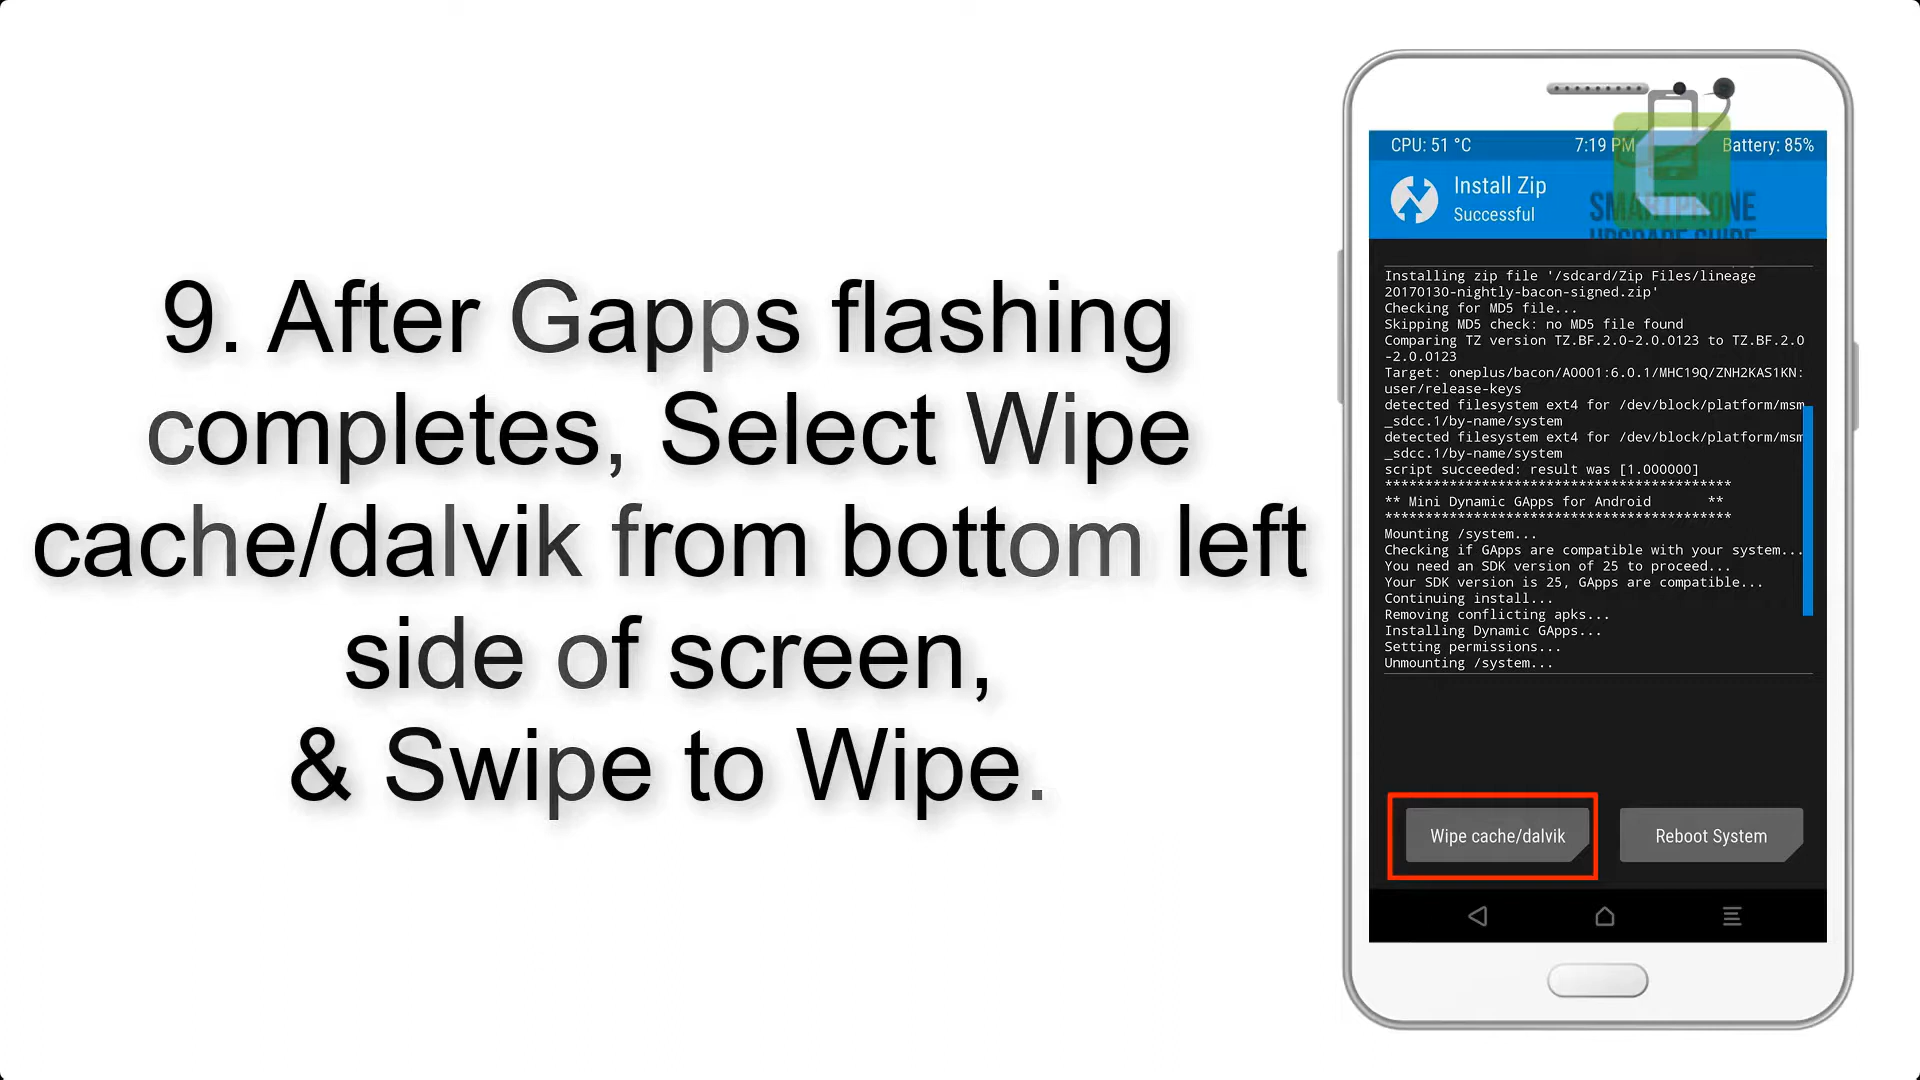 9. After Gapps flashing
completes, Select Wipe
cache/dalvik from bottom left
side of screen,
& Swipe to Wipe.
CPU: 51 °C 7:19 PM Battery: 85%
Install Zip
Successful
SMARTPHONE
UPGRADE GUIDE
Installing zip file '/sdcard/Zip Files/lineage
20170130-nightly-bacon-signed.zip'
Checking for MD5 file...
Skipping MD5 check: no MD5 file found
Comparing TZ version TZ.BF.2.0-2.0.0123 to TZ.BF.2.0
-2.0.0123
Target: oneplus/bacon/A0001:6.0.1/MHC19Q/ZNH2KAS1KN:
user/release-keys
detected filesystem ext4 for /dev/block/platform/msm
_sdcc.1/by-name/system
detected filesystem ext4 for /dev/block/platform/msm
_sdcc.1/by-name/system
script succeeded: result was [1.000000]
*******************************************
** Mini Dynamic GApps for Android **
*******************************************
Mounting /system...
Checking if GApps are compatible with your system...
You need an SDK version of 25 to proceed...
Your SDK version is 25, GApps are compatible...
Continuing install...
Removing conflicting apks...
Installing Dynamic GApps...
Setting permissions...
Unmounting /system...
Wipe cache/dalvik
Reboot System